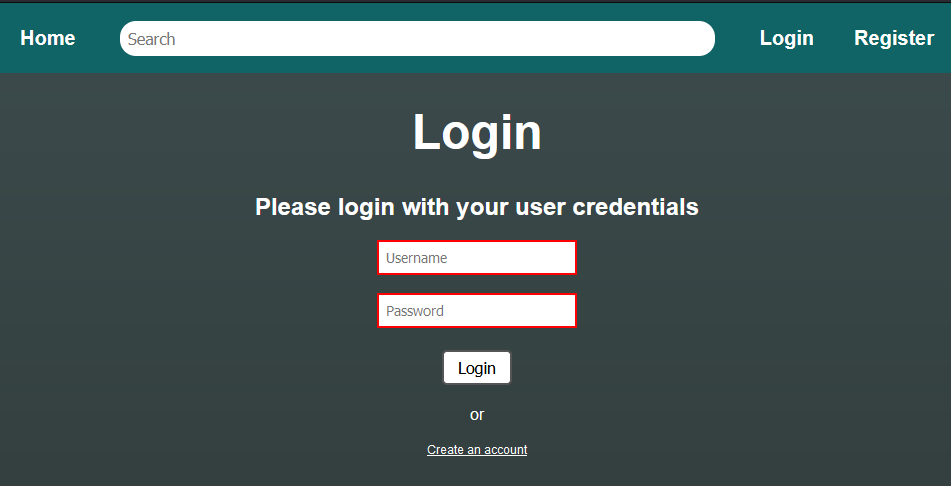 Home Search Login Register
Login
Please login with your user credentials
Username
Password
Login
or
Create an account